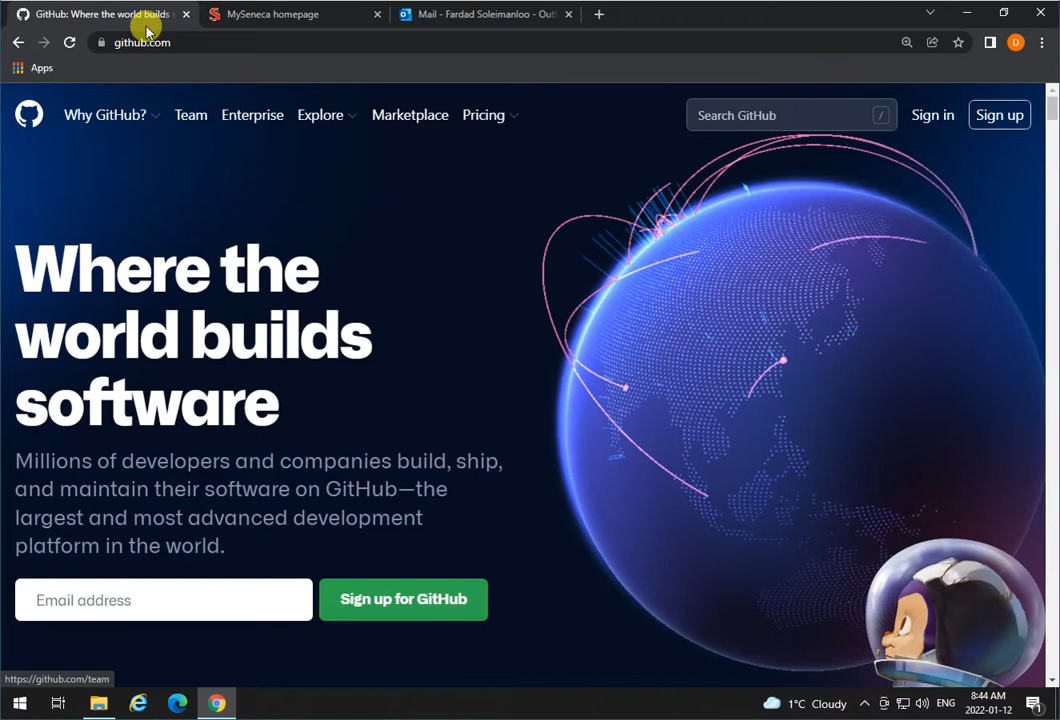 GitHub: Where the world builds s
MySeneca homepage
Mail - Fardad Soleimanloo - Outl
github.com
D
Apps
Why GitHub?
Team
Enterprise
Explore
Marketplace
Pricing
Search GitHub
/
Sign in
Sign up
Where the
world builds
software
Millions of developers and companies build, ship,
and maintain their software on GitHub—the
largest and most advanced development
platform in the world.
Email address
Sign up for GitHub
https://github.com/team
1°C Cloudy
ENG
8:44 AM
2022-01-12
1